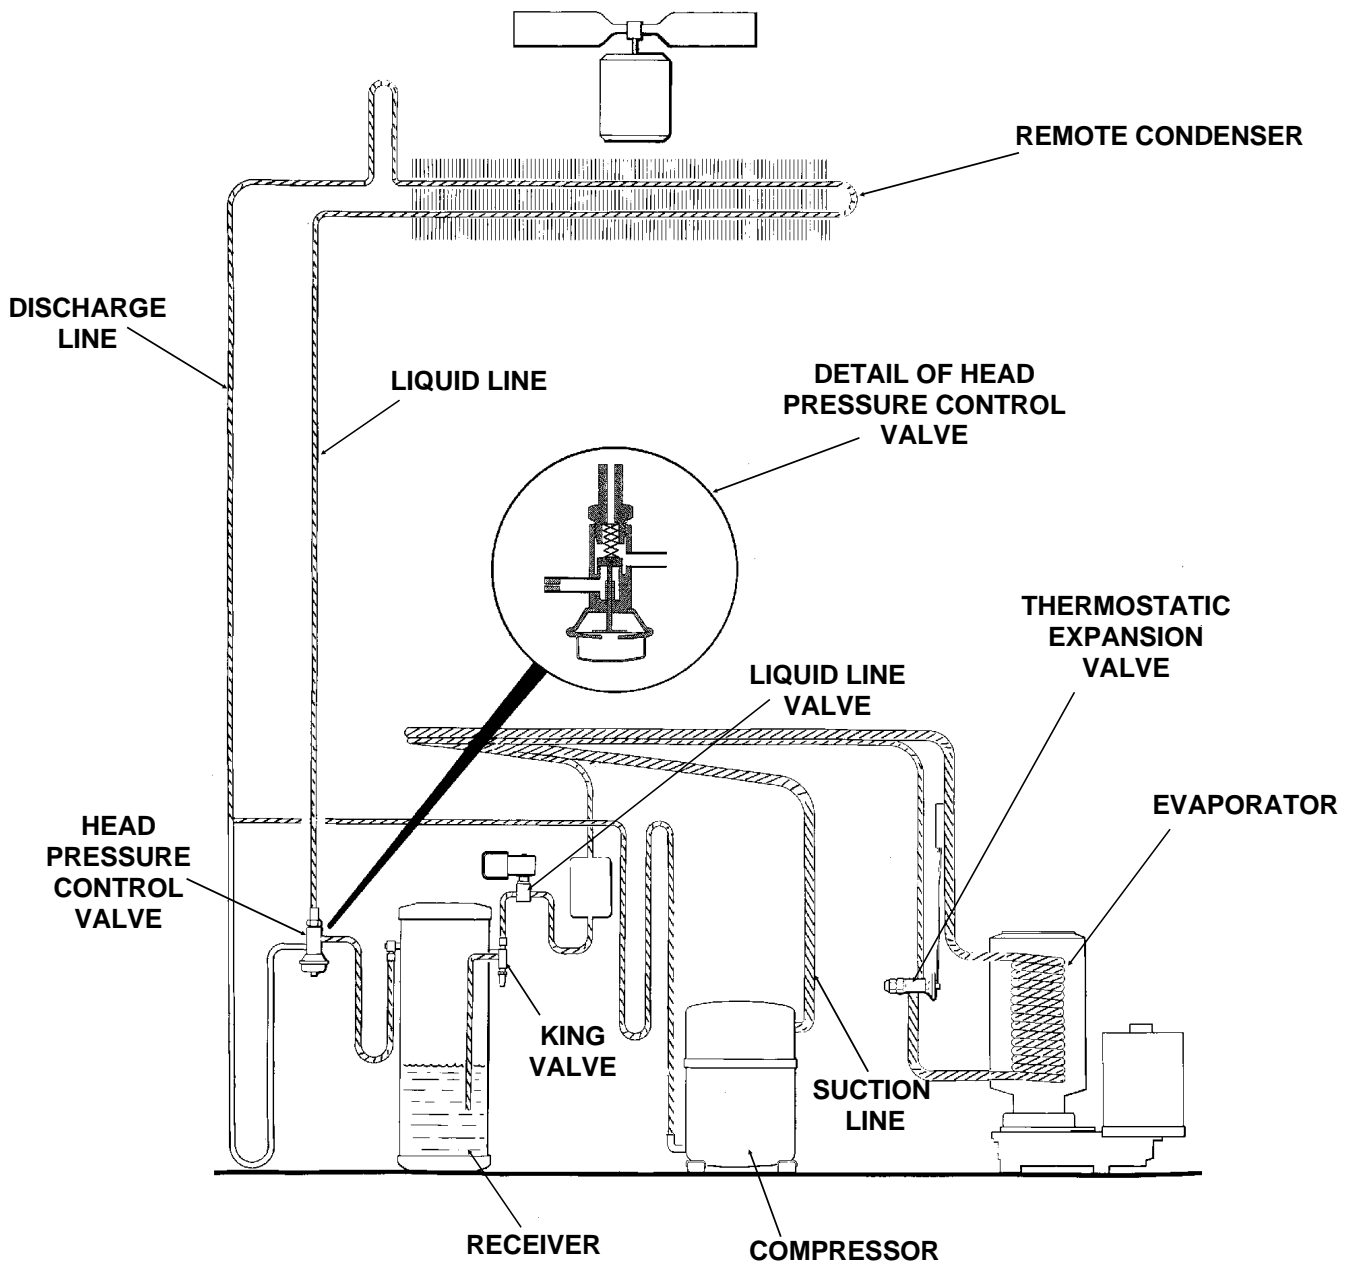 REMOTE CONDENSER
DISCHARGE
LINE
LIQUID LINE
DETAIL OF HEAD
PRESSURE CONTROL
VALVE
THERMOSTATIC
EXPANSION
VALVE
LIQUID LINE
VALVE
EVAPORATOR
HEAD
PRESSURE
CONTROL
VALVE
KING
VALVE
SUCTION
LINE
RECEIVER
COMPRESSOR